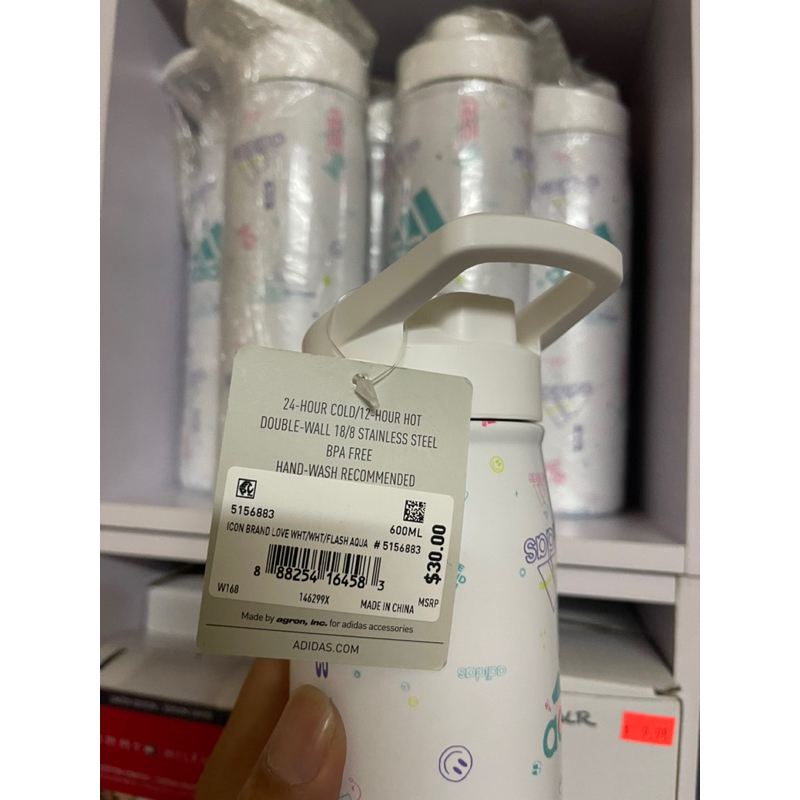 24-HOUR COLD/12-HOUR HOT
DOUBLE-WALL 18/8 STAINLESS STEEL
BPA FREE
HAND-WASH RECOMMENDED
5156883
600ML
ICON BRAND LOVE WHT/WHT/FLASH AQUA # 5156883
$30.00
8 88254 16458 3
W168
146299X
MADE IN CHINA
MSRP
Made by agron, inc. for adidas accessories
ADIDAS.COM
adidas
adidas